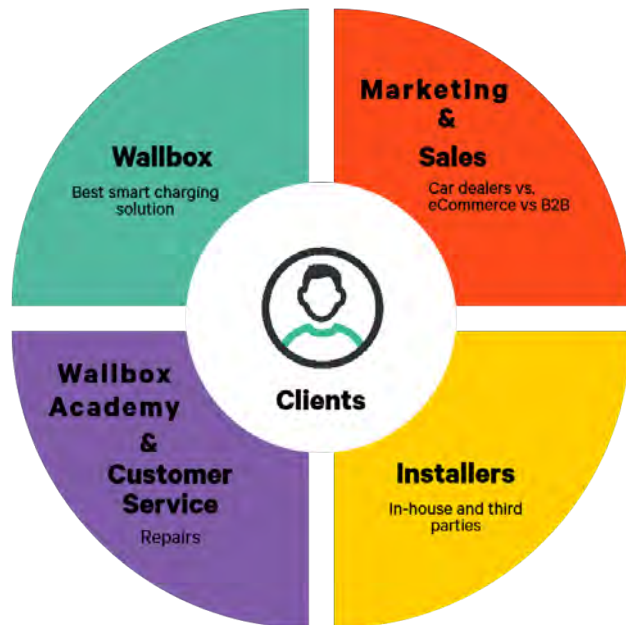 Wallbox
Best smart charging
solution
Marketing
&
Sales
Car dealers vs.
eCommerce vs B2B
Clients
Wallbox
Academy
&
Customer
Service
Repairs
Installers
In-house and third
parties